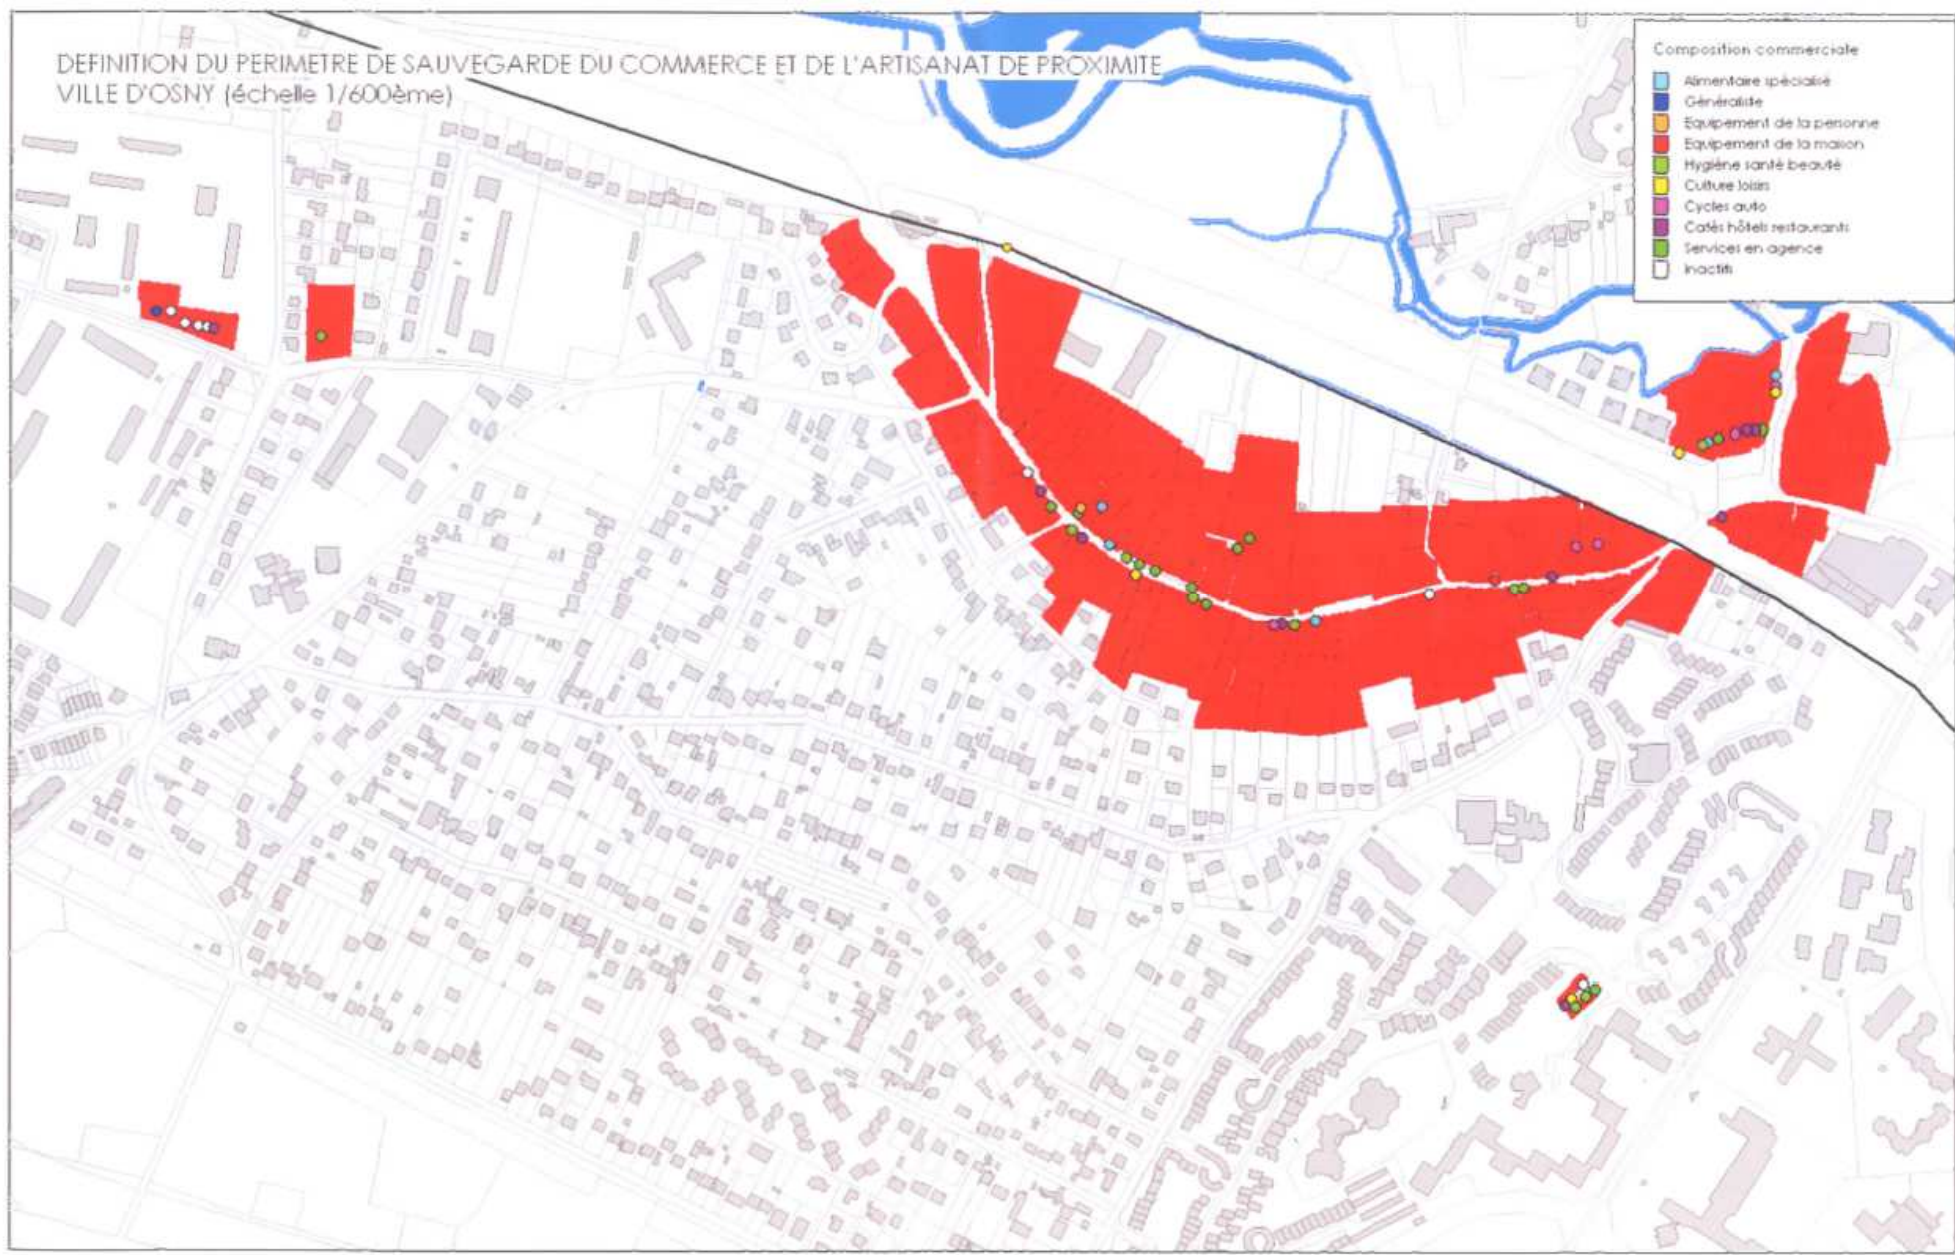 DEFINITION DU PERIMETRE DE SAUVEGARDE DU COMMERCE ET DE L'ARTISANAT DE PROXIMITE
VILLE D'OSNY (échelle 1/600ème)
Composition commerciale
Alimentaire spécialisé
Généraliste
Equipement de la personne
Equipement de la maison
Hygiène santé beauté
Culture loisirs
Cycles auto
Cafés hôtels restaurants
Services en agence
Inactifs